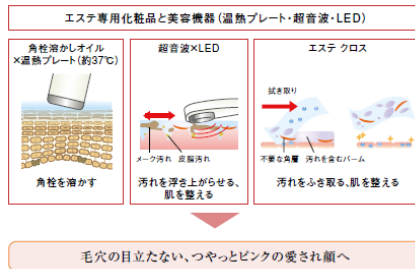 エステ専用化粧品と美容機器(温熱プレート・超音波・LED)
角栓溶かしオイル
×温熱プレート(約37℃)
角栓を溶かす
超音波×LED
メーク汚れ 皮脂汚れ
汚れを浮き上がらせる、
肌を整える
エステ クロス
拭き取り
不要な角層 汚れを含むバーム
汚れをふき取る、肌を整える
毛穴の目立たない、つやっとピンクの愛され顔へ